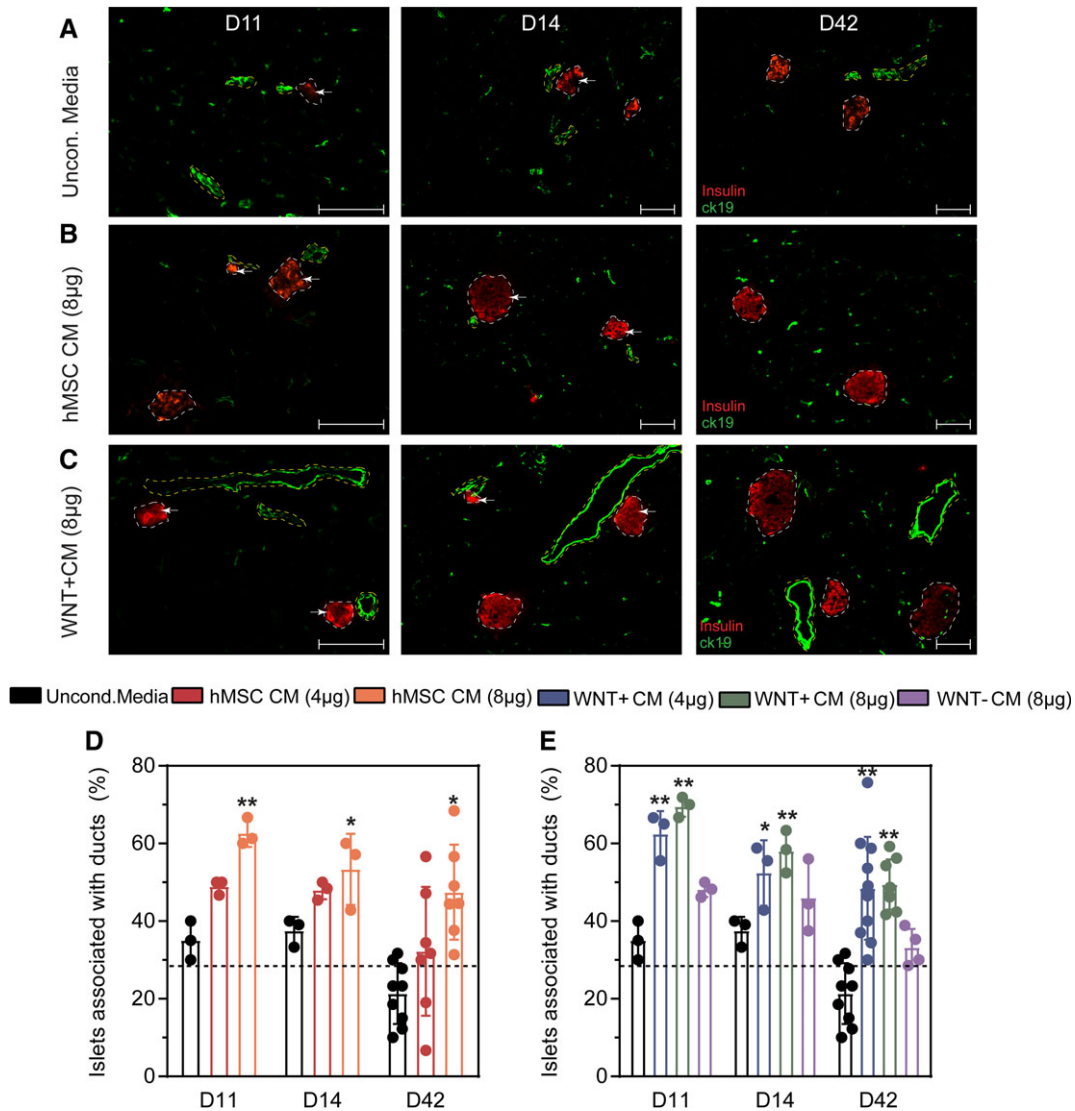 A
D11
D14
D42
Uncon. Media
Insulin
ck19
B
hMSC CM (8µg)
Insulin
ck19
C
WNT+CM (8µg)
Insulin
ck19
Uncond.Media
hMSC CM (4µg)
hMSC CM (8µg)
WNT+ CM (4µg)
WNT+ CM (8µg)
WNT- CM (8µg)
D
Islets associated with ducts (%)
80
60
40
20
0
**
*
*
D11
D14
D42
E
Islets associated with ducts (%)
80
60
40
20
0
**
**
*
**
**
**
D11
D14
D42